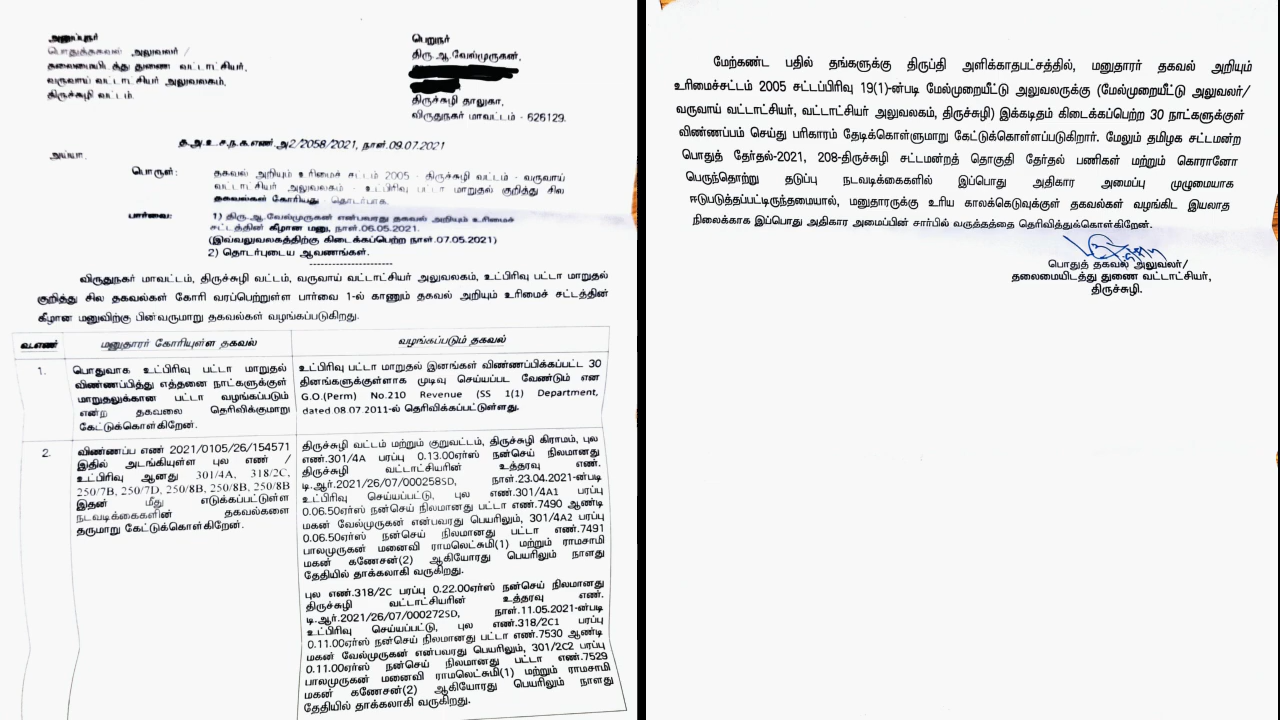 அனுப்புநர்
பொதுத்தகவல் அலுவலர் /
தலைமையிடத்து துணை வட்டாட்சியர்,
வருவாய் வட்டாட்சியர் அலுவலகம்,
திருச்சுழி வட்டம்.
பெறுநர்
திரு.ஆ.வேல்முருகன்,
திருச்சுழி தாலுகா,
விருதுநகர் மாவட்டம் - 626129.
த.அ.உ.ச.ந.க.எண்.அ2/2058/2021, நாள்.09.07.2021
அய்யா,
பொருள்: தகவல் அறியும் உரிமைச் சட்டம் 2005 - திருச்சுழி வட்டம் - வருவாய்
வட்டாட்சியர் அலுவலகம் - உட்பிரிவு பட்டா மாறுதல் குறித்து சில
தகவல்கள் கோரியது - தொடர்பாக.
பார்வை: 1) திரு.ஆ.வேல்முருகன் என்பவரது தகவல் அறியும் உரிமைச்
சட்டத்தின் கீழான மனு, நாள்.06.05.2021.
(இவ்வலுவலகத்திற்கு கிடைக்கப்பெற்ற நாள்.07.05.2021)
2) தொடர்புடைய ஆவணங்கள்.
----------------------
விருதுநகர் மாவட்டம், திருச்சுழி வட்டம், வருவாய் வட்டாட்சியர் அலுவலகம், உட்பிரிவு பட்டா மாறுதல்
குறித்து சில தகவல்கள் கோரி வரப்பெற்றுள்ள பார்வை 1-ல் காணும் தகவல் அறியும் உரிமைச் சட்டத்தின்
கீழான மனுவிற்கு பின்வருமாறு தகவல்கள் வழங்கப்படுகிறது.
வ.எண் மனுதாரர் கோரியுள்ள தகவல் வழங்கப்படும் தகவல்
1. பொதுவாக உட்பிரிவு பட்டா மாறுதல்
விண்ணப்பித்து எத்தனை நாட்களுக்குள்
மாறுதலுக்கான பட்டா வழங்கப்படும்
என்ற தகவலை தெரிவிக்குமாறு
கேட்டுக்கொள்கிறேன்.
உட்பிரிவு பட்டா மாறுதல் இனங்கள் விண்ணப்பிக்கப்பட்ட 30
தினங்களுக்குள்ளாக முடிவு செய்யப்பட வேண்டும் என
G.O.(Perm) No.210 Revenue (SS 1(1) Department,
dated.08.07.2011-ல் தெரிவிக்கப்பட்டுள்ளது.
2. விண்ணப்ப எண் 2021/0105/26/154571
இதில் அடங்கியுள்ள புல எண் /
உட்பிரிவு ஆனது 301/4A, 318/2C,
250/7B, 250/7D, 250/8B, 250/8B, 250/8B
இதன் மீது எடுக்கப்பட்டுள்ள
நடவடிக்கைகளின் தகவல்களை
தருமாறு கேட்டுக்கொள்கிறேன்.
திருச்சுழி வட்டம் மற்றும் குறுவட்டம், திருச்சுழி கிராமம், புல
எண்.301/4A பரப்பு 0.13.00ஏர்ஸ் நன்செய் நிலமானது
திருச்சுழி வட்டாட்சியரின் உத்தரவு எண்.
டி.ஆர்.2021/26/07/000258SD, நாள்.23.04.2021-ன்படி
உட்பிரிவு செய்யப்பட்டு, புல எண்.301/4A1 பரப்பு
0.06.50ஏர்ஸ் நன்செய் நிலமானது பட்டா எண்.7490 ஆண்டி
மகன் வேல்முருகன் என்பவரது பெயரிலும், 301/4A2 பரப்பு
0.06.50ஏர்ஸ் நன்செய் நிலமானது பட்டா எண்.7491
பாலமுருகன் மனைவி ராமலெட்சுமி(1) மற்றும் ராமசாமி
மகன் கணேசன்(2) ஆகியோரது பெயரிலும் நாளது
தேதியில் தாக்கலாகி வருகிறது.
புல எண்.318/2C பரப்பு 0.22.00ஏர்ஸ் நன்செய் நிலமானது
திருச்சுழி வட்டாட்சியரின் உத்தரவு எண்.
டி.ஆர்.2021/26/07/000272SD, நாள்.11.05.2021-ன்படி
உட்பிரிவு செய்யப்பட்டு, புல எண்.318/2C1 பரப்பு
0.11.00ஏர்ஸ் நன்செய் நிலமானது பட்டா எண்.7530 ஆண்டி
மகன் வேல்முருகன் என்பவரது பெயரிலும், 301/2C2 பரப்பு
0.11.00ஏர்ஸ் நன்செய் நிலமானது பட்டா எண்.7529
பாலமுருகன் மனைவி ராமலெட்சுமி(1) மற்றும் ராமசாமி
மகன் கணேசன்(2) ஆகியோரது பெயரிலும் நாளது
தேதியில் தாக்கலாகி வருகிறது.
மேற்கண்ட பதில் தங்களுக்கு திருப்தி அளிக்காதபட்சத்தில், மனுதாரர் தகவல் அறியும்
உரிமைச்சட்டம் 2005 சட்டப்பிரிவு 19(1)-ன்படி மேல்முறையீட்டு அலுவலருக்கு (மேல்முறையீட்டு அலுவலர்/
வருவாய் வட்டாட்சியர், வட்டாட்சியர் அலுவலகம், திருச்சுழி) இக்கடிதம் கிடைக்கப்பெற்ற 30 நாட்களுக்குள்
விண்ணப்பம் செய்து பரிகாரம் தேடிக்கொள்ளுமாறு கேட்டுக்கொள்ளப்படுகிறார். மேலும் தமிழக சட்டமன்ற
பொதுத் தேர்தல்-2021, 208-திருச்சுழி சட்டமன்றத் தொகுதி தேர்தல் பணிகள் மற்றும் கொரானோ
பெருந்தொற்று தடுப்பு நடவடிக்கைகளில் இப்பொது அதிகார அமைப்பு முழுமையாக
ஈடுபடுத்தப்பட்டிருந்தமையால், மனுதாரருக்கு உரிய காலக்கெடுவுக்குள் தகவல்கள் வழங்கிட இயலாத
நிலைக்காக இப்பொது அதிகார அமைப்பின் சார்பில் வருத்தத்தை தெரிவித்துக்கொள்கிறேன்.
பொதுத் தகவல் அலுவலர்/
தலைமையிடத்து துணை வட்டாட்சியர்,
திருச்சுழி.